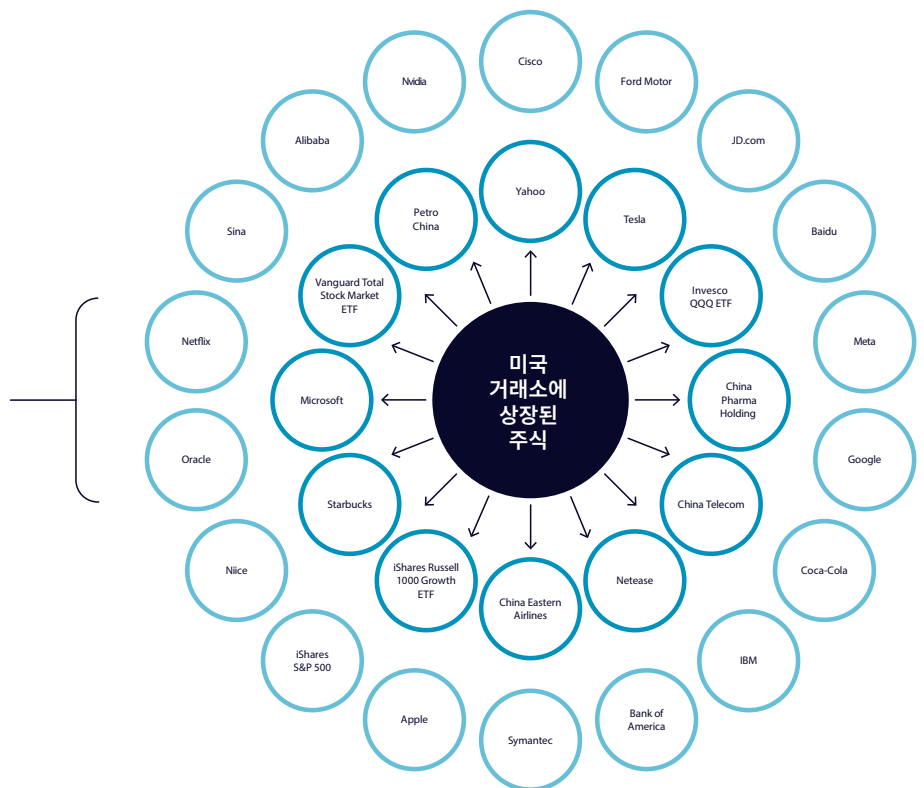 Cisco
Nvidia
Ford Motor
Alibaba
JD.com
Yahoo
Petro
China
Tesla
Sina
Baidu
Vanguard Total
Stock Market
ETF
Invesco
QQQ ETF
Netflix
Meta
미국
거래소에
상장된
주식
Microsoft
China
Pharma
Holding
Oracle
Google
Starbucks
China Telecom
Niice
Coca-Cola
iShares Russell
1000 Growth
ETF
Netease
China Eastern
Airlines
iShares
S&P 500
IBM
Apple
Bank of
America
Symantec